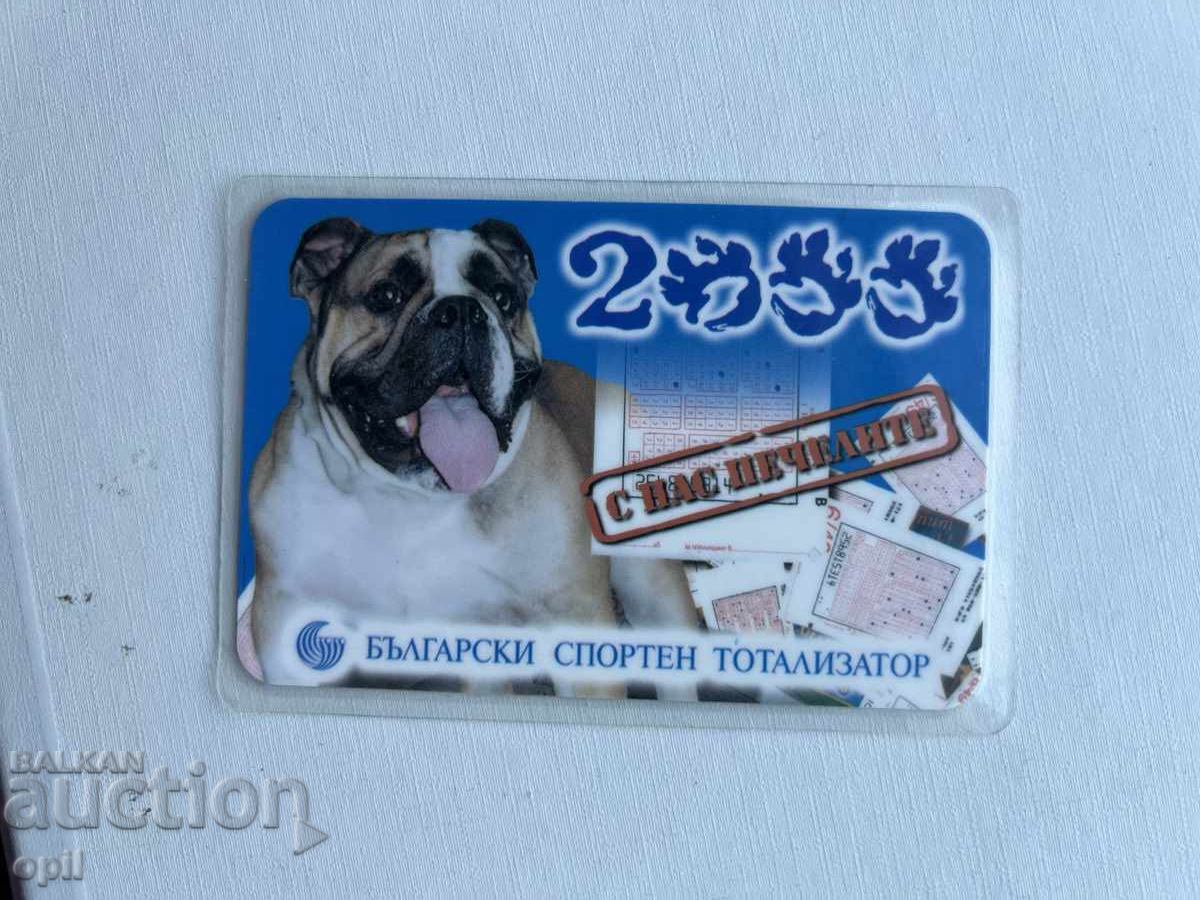 2000
С НАС ПЕЧЕЛИТЕ
БЪЛГАРСКИ СПОРТЕН ТОТАЛИЗАТОР
BALKAN
auction
opil